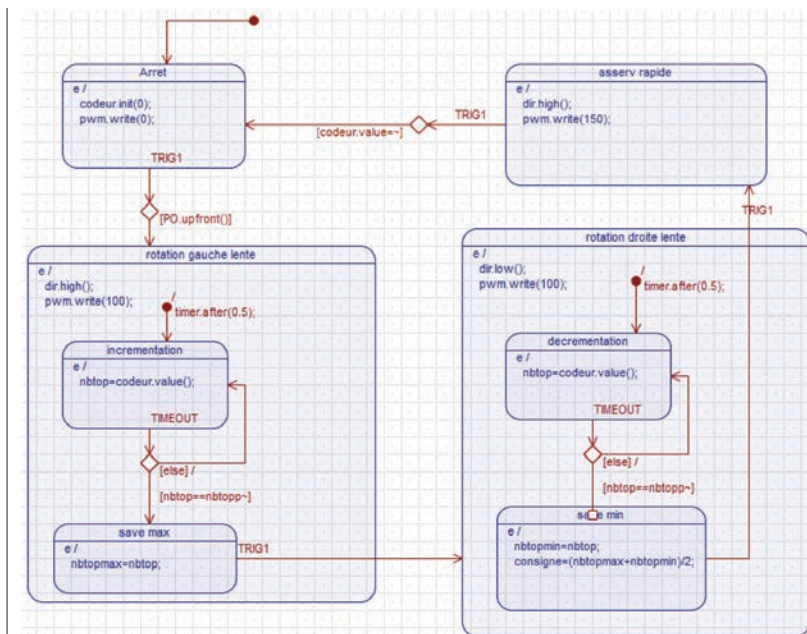 Arret
e /
codeur.init(0);
pwm.write(0);
TRIG1
[PO.upfront()]
asserv rapide
e /
dir.high();
pwm.write(150);
TRIG1
[codeur.value=~]
TRIG1
rotation gauche lente
e /
dir.high();
pwm.write(100);
/
timer.after(0.5);
incrementation
e /
nbtop=codeur.value();
TIMEOUT
[else] /
[nbtop==nbtopp~]
save max
e /
nbtopmax=nbtop;
TRIG1
rotation droite lente
e /
dir.low();
pwm.write(100);
/
timer.after(0.5);
decrementation
e /
nbtop=codeur.value();
TIMEOUT
[else] /
[nbtop==nbtopp~]
min
e /
nbtopmin=nbtop;
consigne=(nbtopmax+nbtopmin)/2;